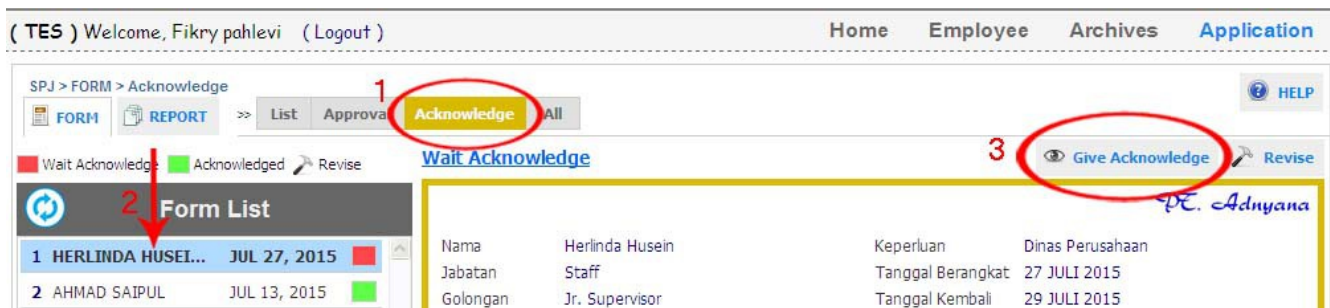 ( TES ) Welcome, Fikry pahlevi ( Logout )
Home Employee Archives Application
SPJ > FORM > Acknowledge
1
HELP
FORM REPORT >> List Approva Acknowledge All
Wait Acknowledge Acknowledged Revise
Wait Acknowledge
3
Give Acknowledge Revise
2
Form List
PT. Adnyana
1 HERLINDA HUSEI... JUL 27, 2015
2 AHMAD SAIPUL JUL 13, 2015
Nama Herlinda Husein Keperluan Dinas Perusahaan
Jabatan Staff Tanggal Berangkat 27 JULI 2015
Golongan Jr. Supervisor Tanggal Kembali 29 JULI 2015